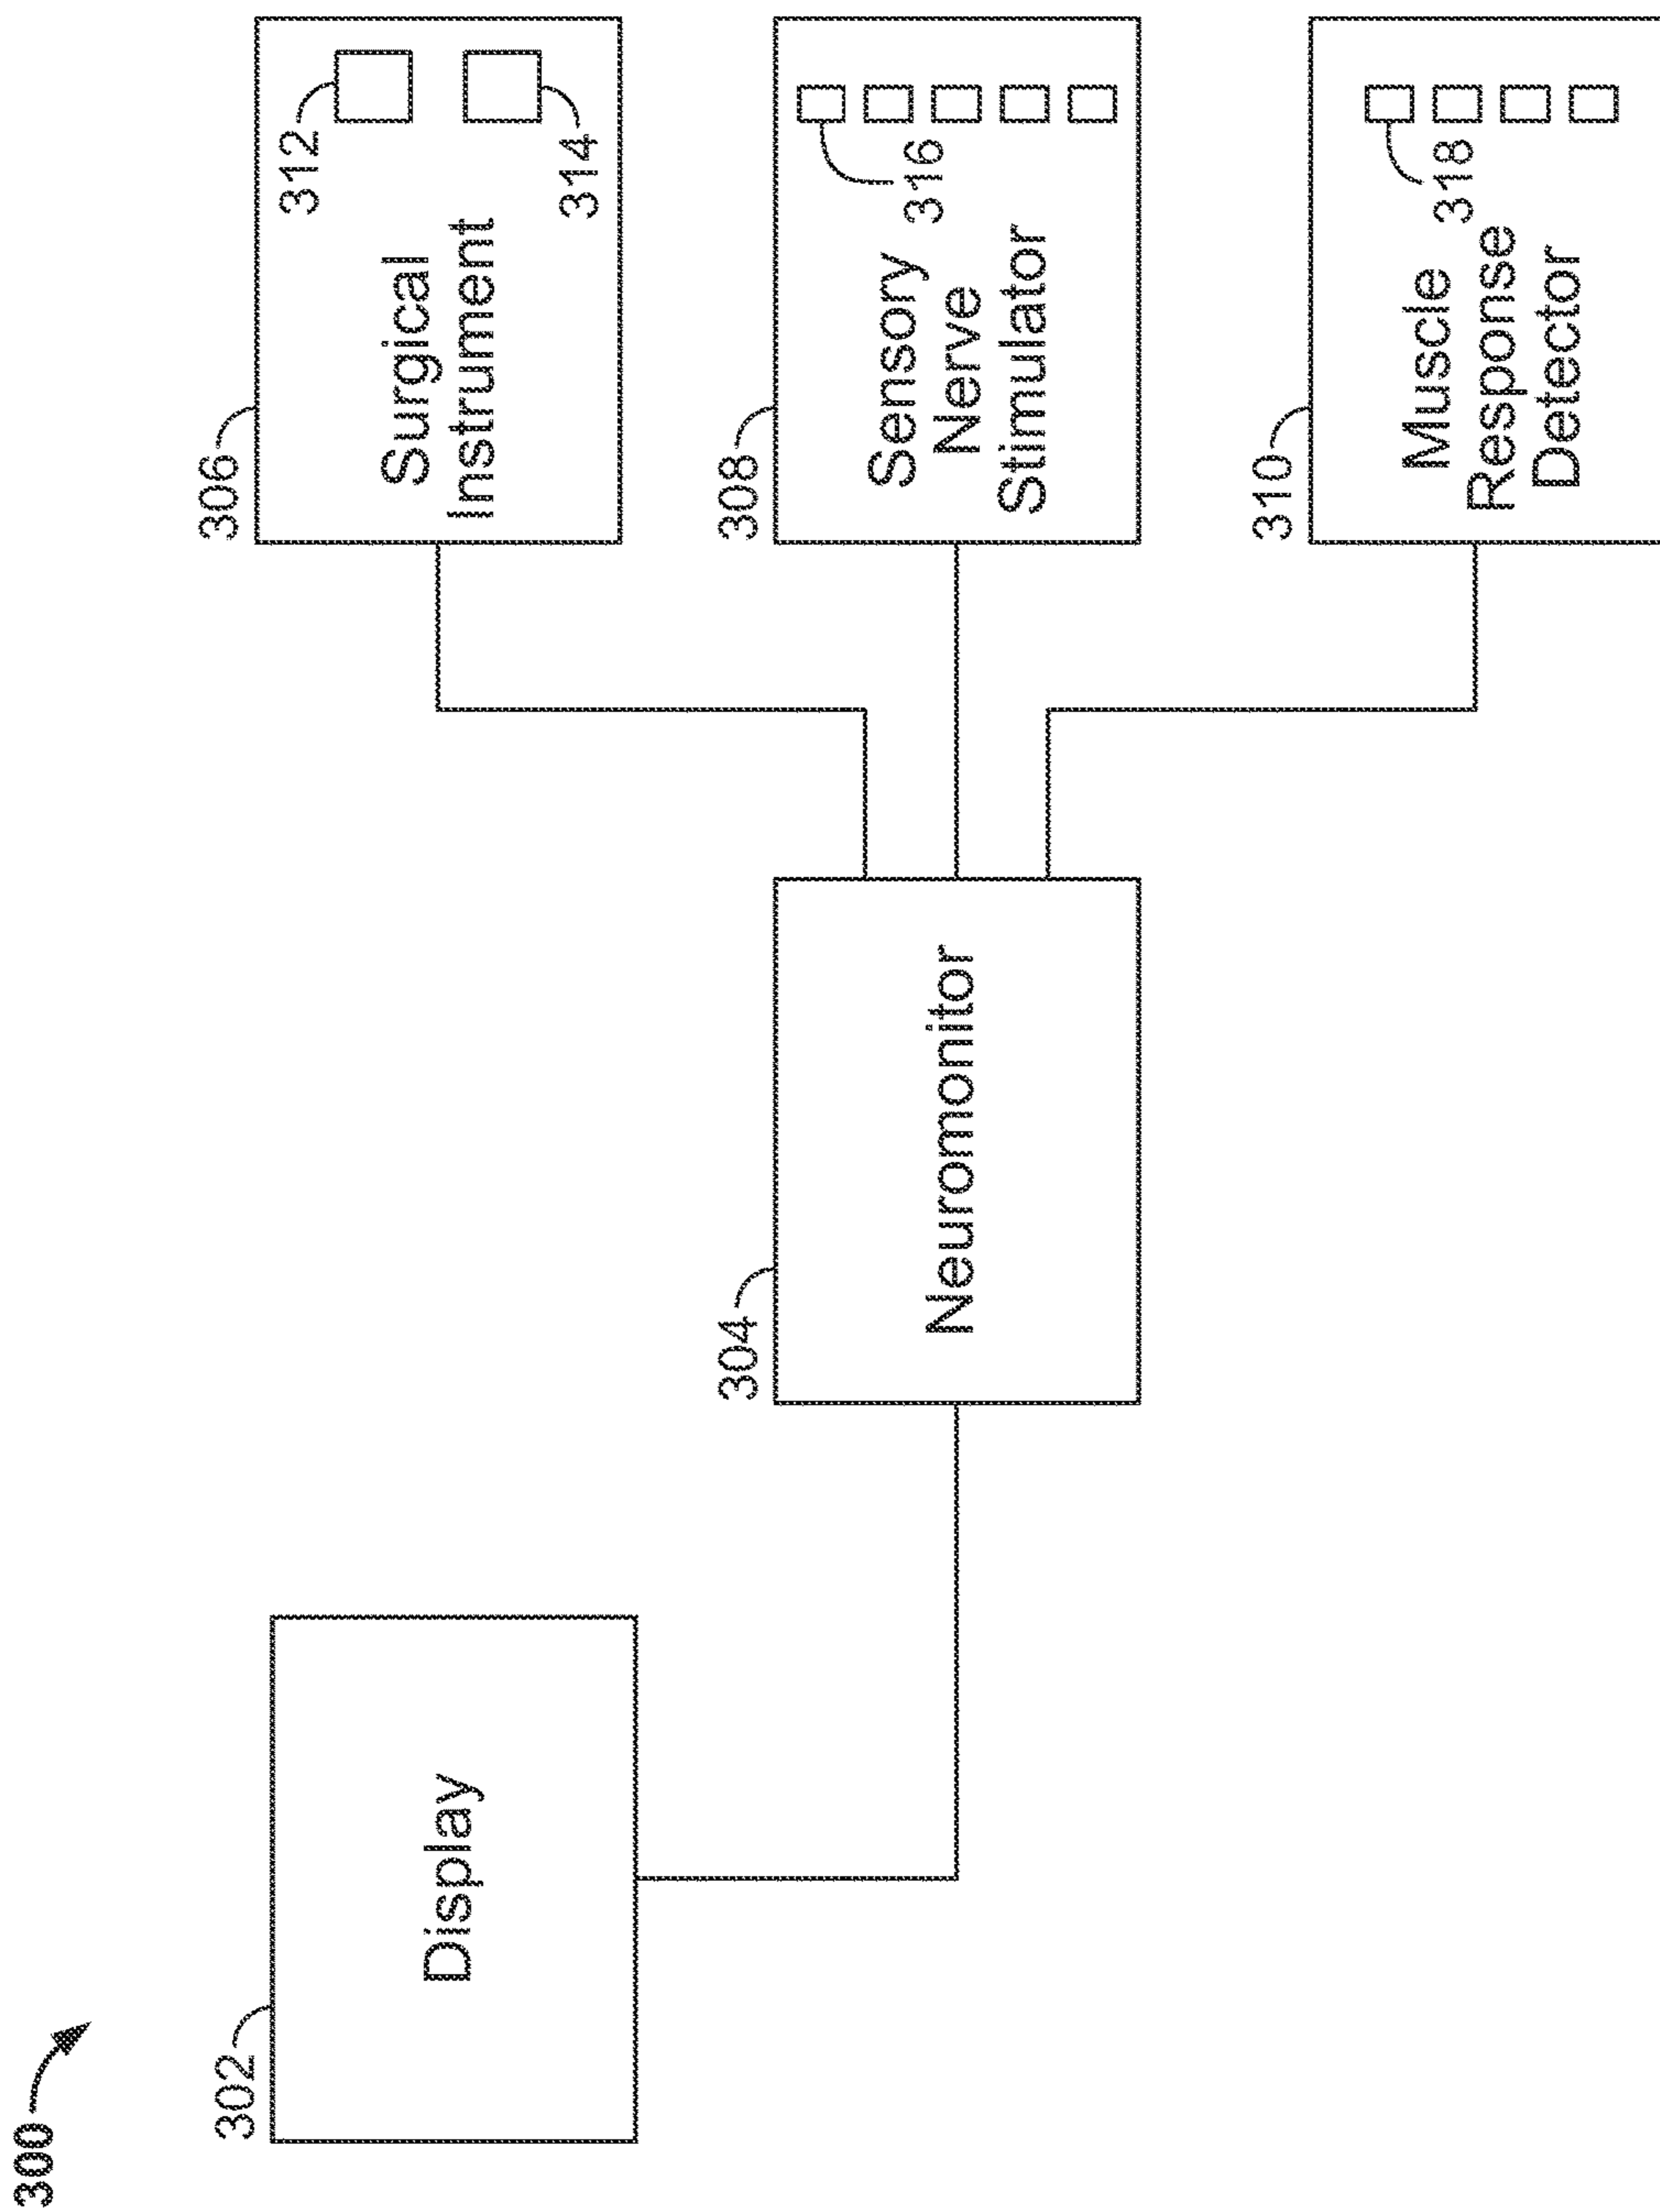 300
302
Display
304
Neuromonitor
306
Surgical
Instrument
312
314
308
Sensory
Nerve
Stimulator
316
310
Muscle
Response
Detector
318